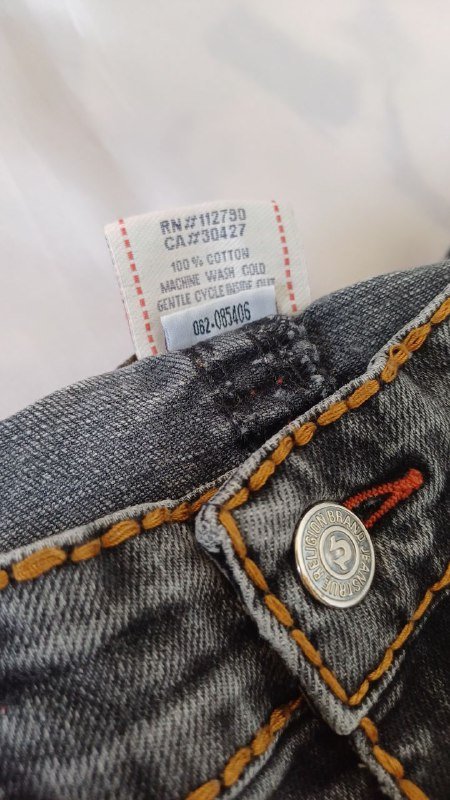 RN#112790
CA#30427
100% COTTON
MACHINE WASH COLD
GENTLE CYCLE INSIDE OUT
062-085406
TRUE RELIGION BRAND JEANS